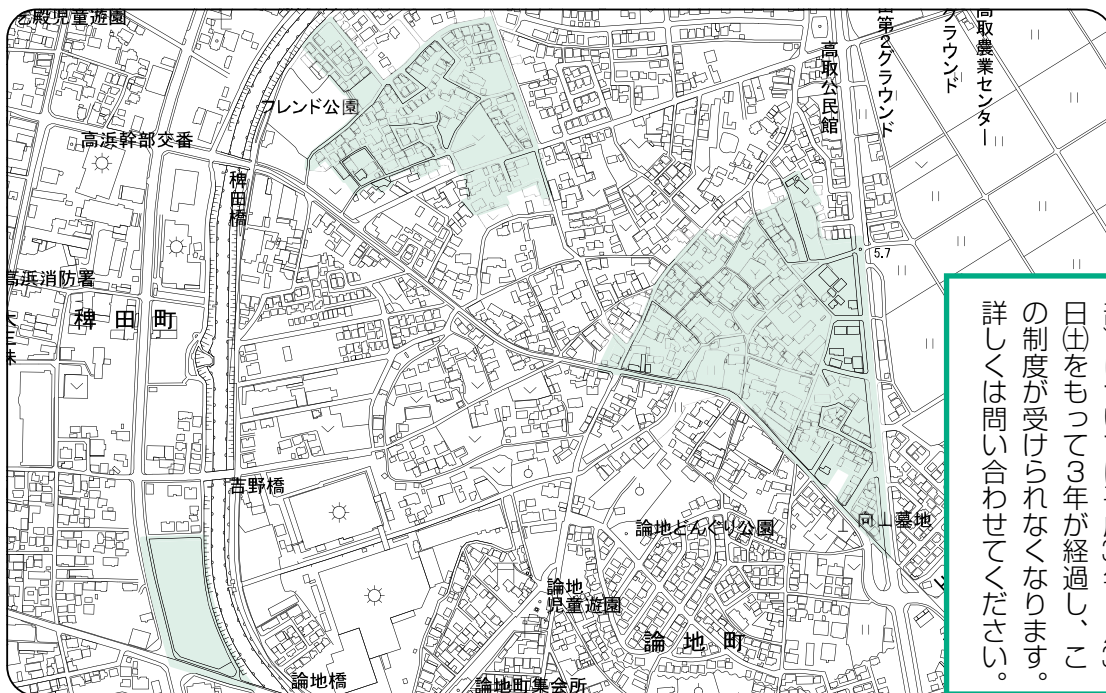 殿児童遊園
フレンド公園
高浜幹部交番
稗田橋
高浜消防署
稗田町
吉野橋
高取公民館
第2グラウンド
グラウンド
高取農業センター
5.7
向山墓地
論地どんぐり公園
論地
児童遊園
論地町
論地橋
論地町集会所
日㈯をもって3年が経過し、こ
の制度が受けられなくなります。
詳しくは問い合わせてください。